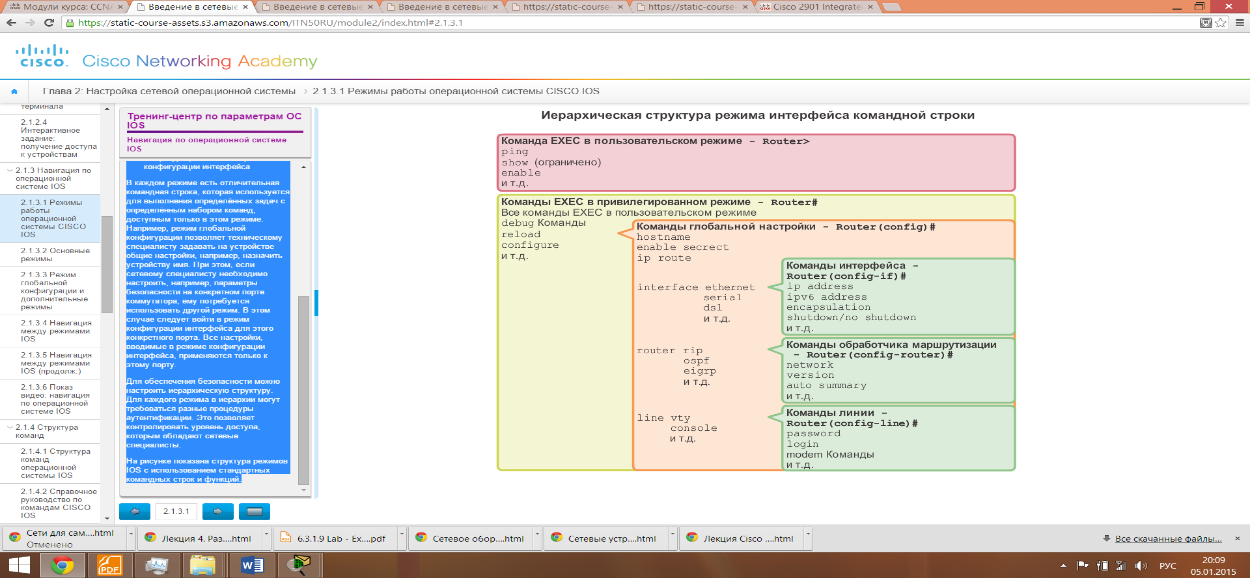 Модули курса: CCNA
Введение в сетевые
Введение в сетевые
Введение в сетевые
https://static-course-
https://static-course-
Cisco 2901 Integrate
https://static-course-assets.s3.amazonaws.com/ITN50RU/module2/index.html#2.1.3.1
CISCO
Cisco Networking Academy
Глава 2: Настройка сетевой операционной системы
2.1.3.1 Режимы работы операционной системы CISCO IOS
терминала
2.1.2.4
Интерактивное
задание:
получение доступа
к устройствам
2.1.3 Навигация по
операционной
системе IOS
2.1.3.1 Режимы
работы
операционной
системы CISCO
IOS
2.1.3.2 Основные
режимы
2.1.3.3 Режим
глобальной
конфигурации и
дополнительные
режимы
2.1.3.4 Навигация
между режимами
IOS
2.1.3.5 Навигация
между режимами
IOS (продолж.)
2.1.3.6 Показ
видео: навигация
по операционной
системе IOS
2.1.4 Структура
команд
2.1.4.1 Структура
команд
операционной
системы IOS
2.1.4.2 Справочное
руководство по
командам CISCO
IOS
Тренинг-центр по параметрам ОС
IOS
Навигация по операционной системе
IOS
конфигурации интерфейса
В каждом режиме есть отличительная
командная строка, которая используется
для выполнения определённых задач с
определенным набором команд,
доступным только в этом режиме.
Например, режим глобальной
конфигурации позволяет техническому
специалисту задавать на устройстве
общие настройки, например, назначить
устройству имя. При этом, если
сетевому специалисту необходимо
настроить, например, параметры
безопасности на конкретном порте
коммутатора, ему потребуется
использовать другой режим. В этом
случае следует войти в режим
конфигурации интерфейса для этого
конкретного порта. Все настройки,
вводимые в режиме конфигурации
интерфейса, применяются только к
этому порту.
Для обеспечения безопасности можно
настроить иерархическую структуру.
Для каждого режима в иерархии могут
требоваться разные процедуры
аутентификации. Это позволяет
контролировать уровень доступа,
которым обладают сетевые
специалисты.
На рисунке показана структура режимов
IOS с использованием стандартных
командных строк и функций.
2.1.3.1
Иерархическая структура режима интерфейса командной строки
Команда EXEC в пользовательском режиме - Router>
ping
show (ограничено)
enable
и т.д.
Команды EXEC в привилегированном режиме - Router#
Все команды EXEC в пользовательском режиме
debug Команды
reload
configure
и т.д.
Команды глобальной настройки - Router(config)#
hostname
enable secrect
ip route
interface ethernet
serial
dsl
и т.д.
router rip
ospf
eigrp
и т.д.
line vty
console
и т.д.
Команды интерфейса -
Router(config-if)#
ip address
ipv6 address
encapsulation
shutdown/no shutdown
и т.д.
Команды обработчика маршрутизации
- Router(config-router)#
network
version
auto summary
и т.д.
Команды линии -
Router(config-line)#
password
login
modem Команды
и т.д.
Сети для сам....html
Отменено
Лекция 4. Раз....html
6.3.1.9 Lab - Ex....pdf
Сетевое обор....html
Сетевые устр....html
Лекция Cisco ....html
Все скачанные файлы...
PDF
РУС
20:09
05.01.2015